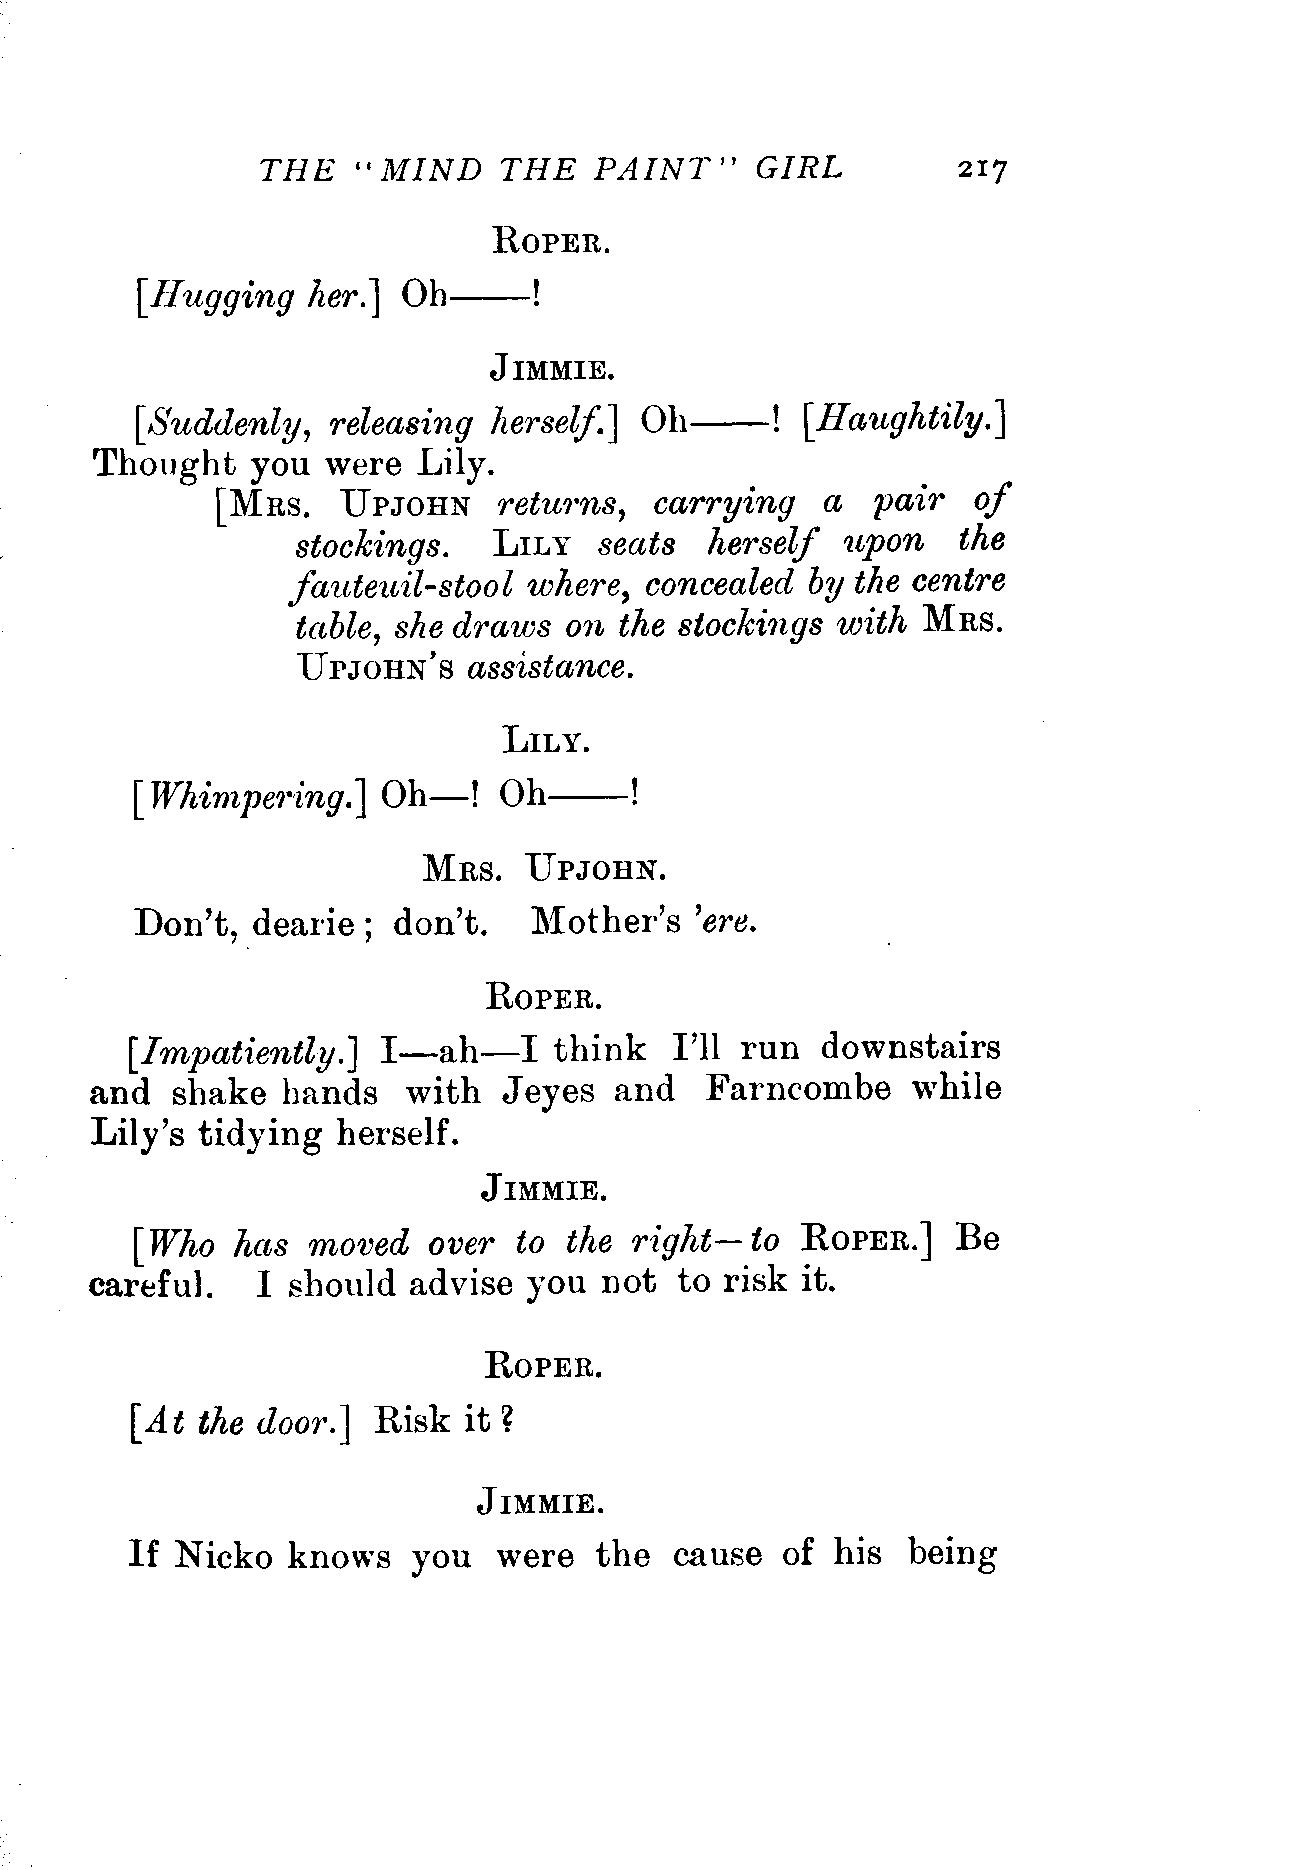 THE "MIND THE PAINT" GIRL 217
ROPER.
[Hugging her.] Oh——!
JIMMIE.
[Suddenly, releasing herself.] Oh——! [Haughtily.]
Thought you were Lily.
[MRS. UPJOHN returns, carrying a pair of
stockings. LILY seats herself upon the
fauteuil-stool where, concealed by the centre
table, she draws on the stockings with MRS.
UPJOHN'S assistance.
LILY.
[Whimpering.] Oh—! Oh——!
MRS. UPJOHN.
Don't, dearie; don't. Mother's 'ere.
ROPER.
[Impatiently.] I—ah—I think I'll run downstairs
and shake hands with Jeyes and Farncombe while
Lily's tidying herself.
JIMMIE.
[Who has moved over to the right—to ROPER.] Be
careful. I should advise you not to risk it.
ROPER.
[At the door.] Risk it?
JIMMIE.
If Nicko knows you were the cause of his being